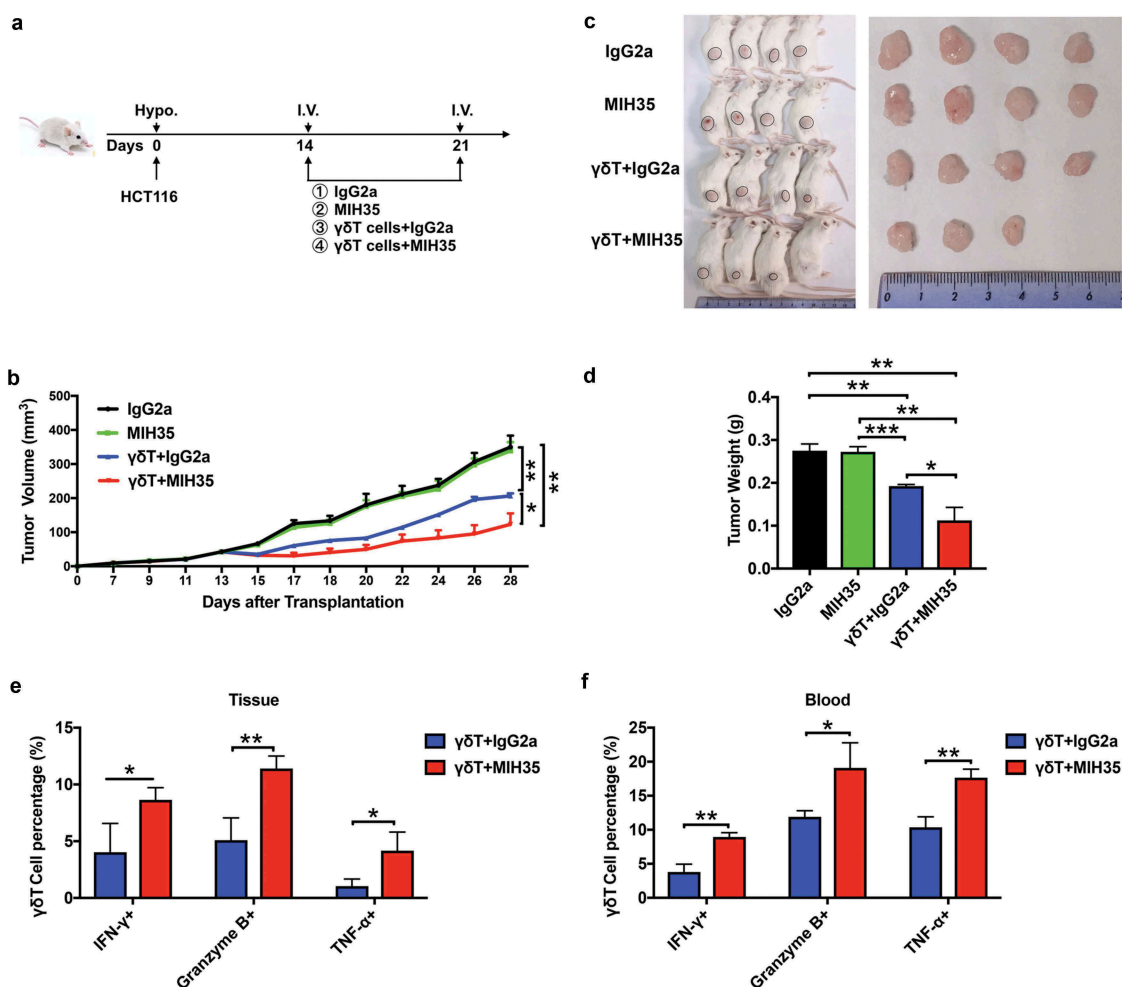 a
Hypo. I.V. I.V.
Days 0 14 21
HCT116
① IgG2a
② MIH35
③ γδT cells+IgG2a
④ γδT cells+MIH35
c
IgG2a
MIH35
γδT+IgG2a
γδT+MIH35
0 1 2 3 4 5 6
b
Tumor Volume (mm³)
500
400
300
200
100
0
IgG2a
MIH35
γδT+IgG2a
γδT+MIH35
**
*
**
0 7 9 11 13 15 17 18 20 22 24 26 28
Days after Transplantation
d
Tumor Weight (g)
0.4
0.3
0.2
0.1
0.0
**
**
**
***
*
IgG2a
MIH35
γδT+IgG2a
γδT+MIH35
e
Tissue
γδT Cell percentage (%)
15
10
5
0
*
**
*
γδT+IgG2a
γδT+MIH35
IFN-γ+
Granzyme B+
TNF-α+
f
Blood
γδT Cell percentage (%)
25
20
15
10
5
0
**
*
**
γδT+IgG2a
γδT+MIH35
IFN-γ+
Granzyme B+
TNF-α+